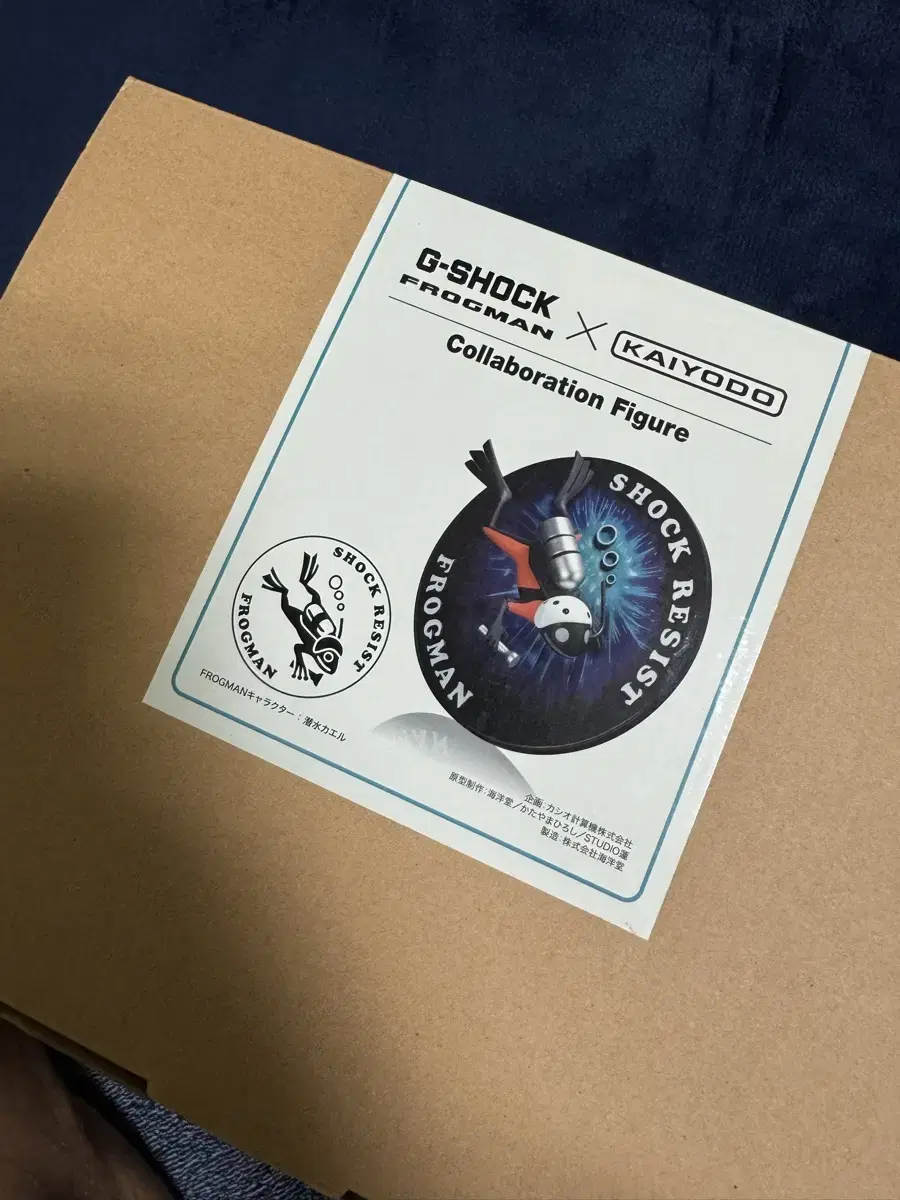 G-SHOCK
FROGMAN
×
KAIYODO
Collaboration Figure
SHOCK RESIST
FROGMAN
SHOCK RESIST
FROGMAN
FROGMANキャラクター：潜水カエル
企画：カシオ計算機株式会社
原型制作：海洋堂／かたやまひろし／STUDIO蓮
製造：株式会社海洋堂